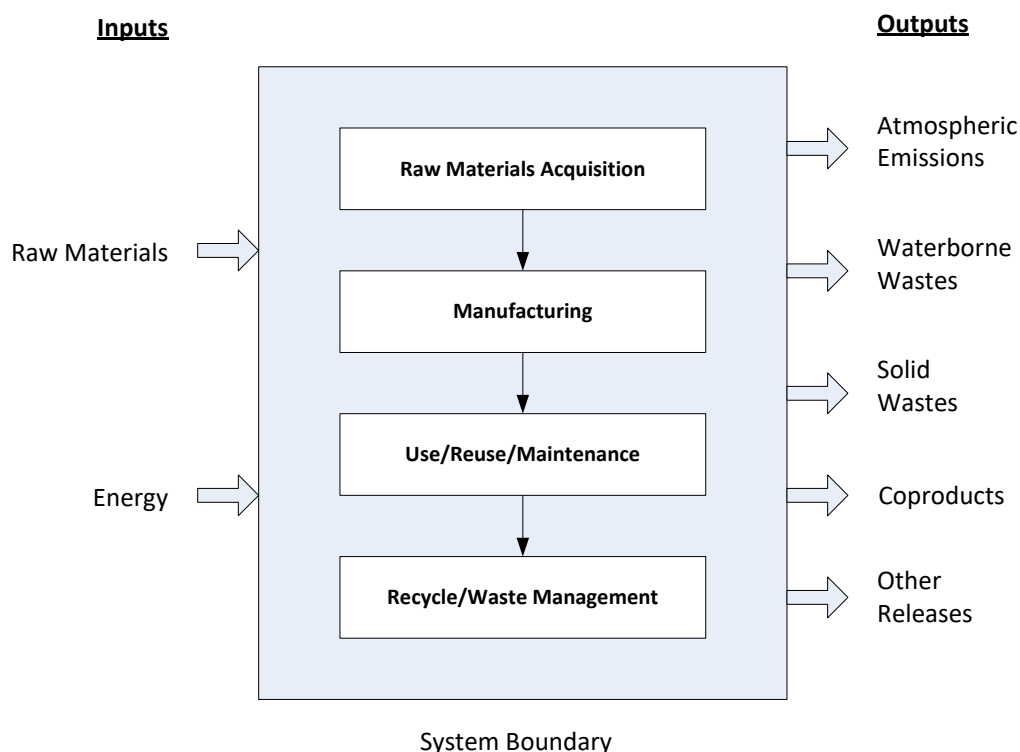 Inputs
Outputs
Raw Materials Acquisition
Manufacturing
Use/Reuse/Maintenance
Recycle/Waste Management
Raw Materials
Energy
Atmospheric
Emissions
Waterborne
Wastes
Solid
Wastes
Coproducts
Other
Releases
System Boundary